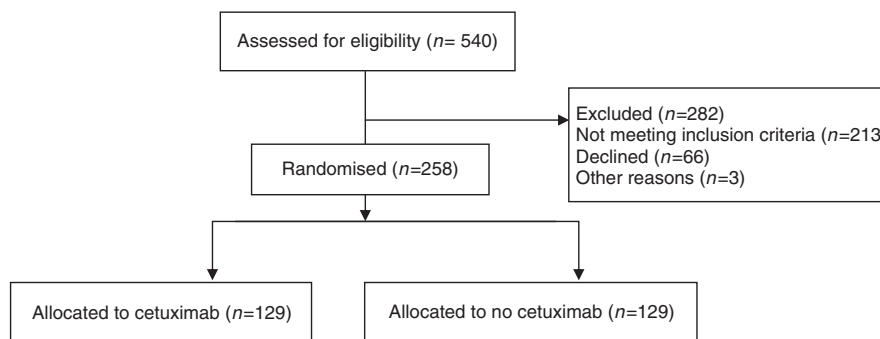 Assessed for eligibility (n= 540)
Excluded (n=282)
Not meeting inclusion criteria (n=213
Declined (n=66)
Other reasons (n=3)
Randomised (n=258)
Allocated to cetuximab (n=129)
Allocated to no cetuximab (n=129)